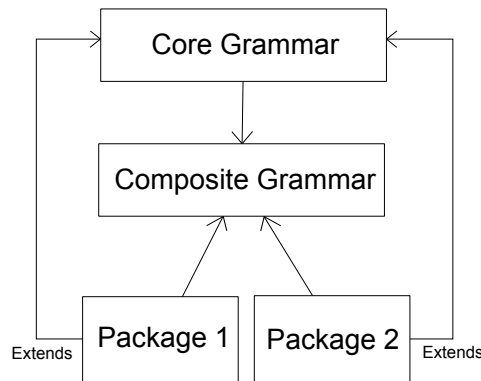 Core Grammar
Composite Grammar
Package 1
Package 2
Extends
Extends